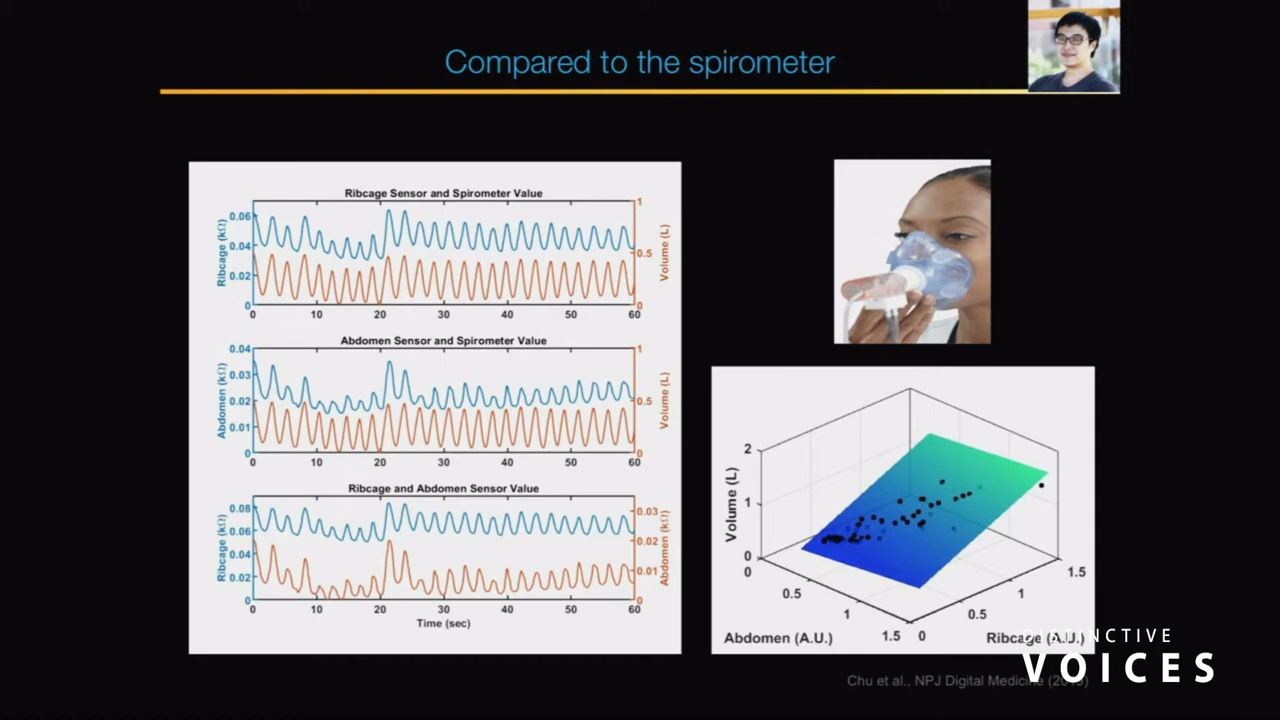 Compared to the spirometer
Ribcage Sensor and Spirometer Value
Ribcage (kΩ)
0.06
0.04
0.02
0
1
0.5
0
Volume (L)
0 10 20 30 40 50 60
Abdomen Sensor and Spirometer Value
Abdomen (kΩ)
0.04
0.03
0.02
0.01
0
1
0.5
0
Volume (L)
0 10 20 30 40 50 60
Ribcage and Abdomen Sensor Value
Ribcage (kΩ)
0.08
0.06
0.04
0.02
0
0.03
0.02
0.01
0
Abdomen (kΩ)
0 10 20 30 40 50 60
Time (sec)
Volume (L)
2
1
0
0
0.5
1
1.5
Abdomen (A.U.)
0
0.5
1
1.5
Ribcage (A.U.)
DISTINCTIVE
VOICES
Chu et al., NPJ Digital Medicine